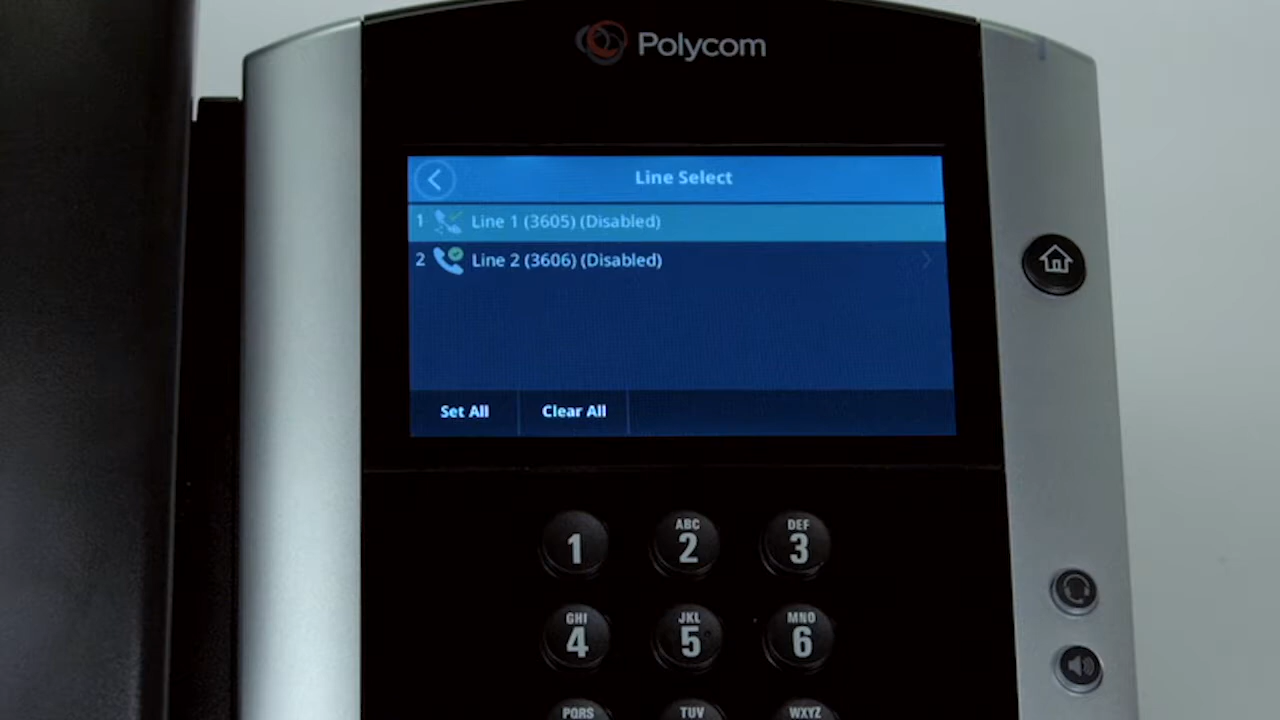 Polycom
Line Select
1 Line 1 (3605) (Disabled)
2 Line 2 (3606) (Disabled)
Set All Clear All
1 ABC 2 DEF 3
GHI 4 JKL 5 MNO 6
PQRS TUV WXYZ